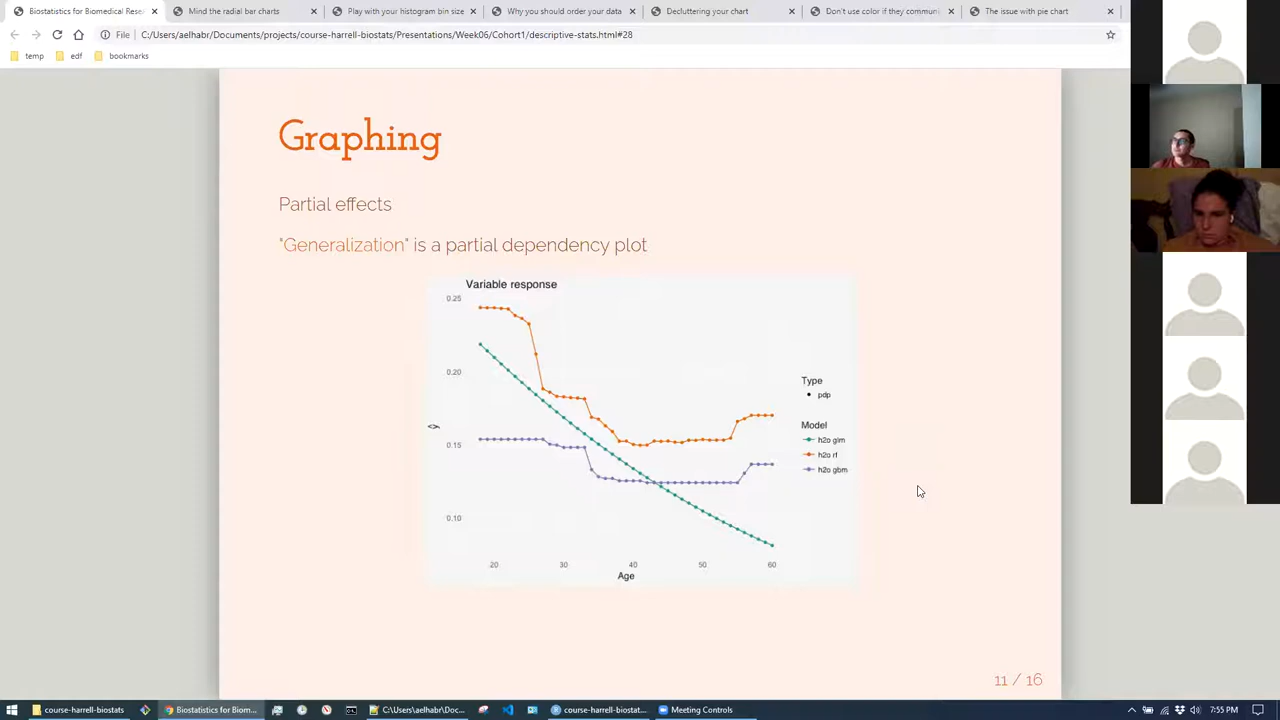 Biostatistics for Biomedical Rese
Mind the radial bar charts
Play with your histogram bin size
Why you should order your data
Decluttering your chart
Don't use color if they communi
The issue with pie chart
File
C:/Users/aelhabr/Documents/projects/course-harrell-biostats/Presentations/Week06/Cohort1/descriptive-stats.html#28
temp
edf
bookmarks
Graphing
Partial effects
"Generalization" is a partial dependency plot
Variable response
0.25
0.20
0.15
0.10
ŷ
20
30
40
50
60
Age
Type
pdp
Model
h2o glm
h2o rf
h2o gbm
11 / 16
course-harrell-biostats
Biostatistics for Biom...
C:\Users\aelhabr\Doc...
course-harrell-biostat...
Meeting Controls
7:55 PM